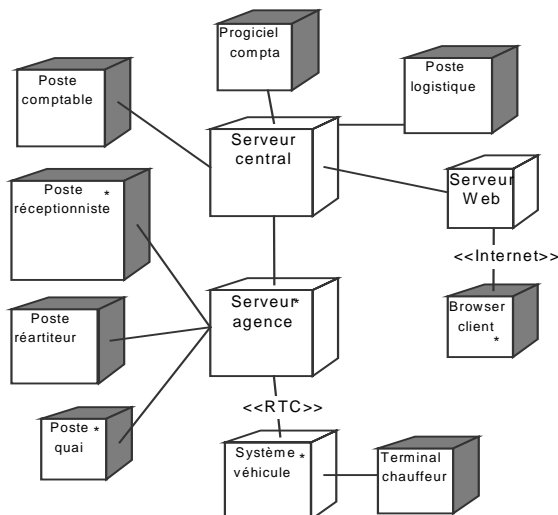 Progiciel
compta
Poste
comptable
Poste
logistique
Serveur
central
Poste *
réceptionniste
Serveur
Web
<<Internet>>
Serveur*
agence
Browser
client
*
Poste
réartiteur
<<RTC>>
Poste *
quai
Système *
véhicule
Terminal
chauffeur